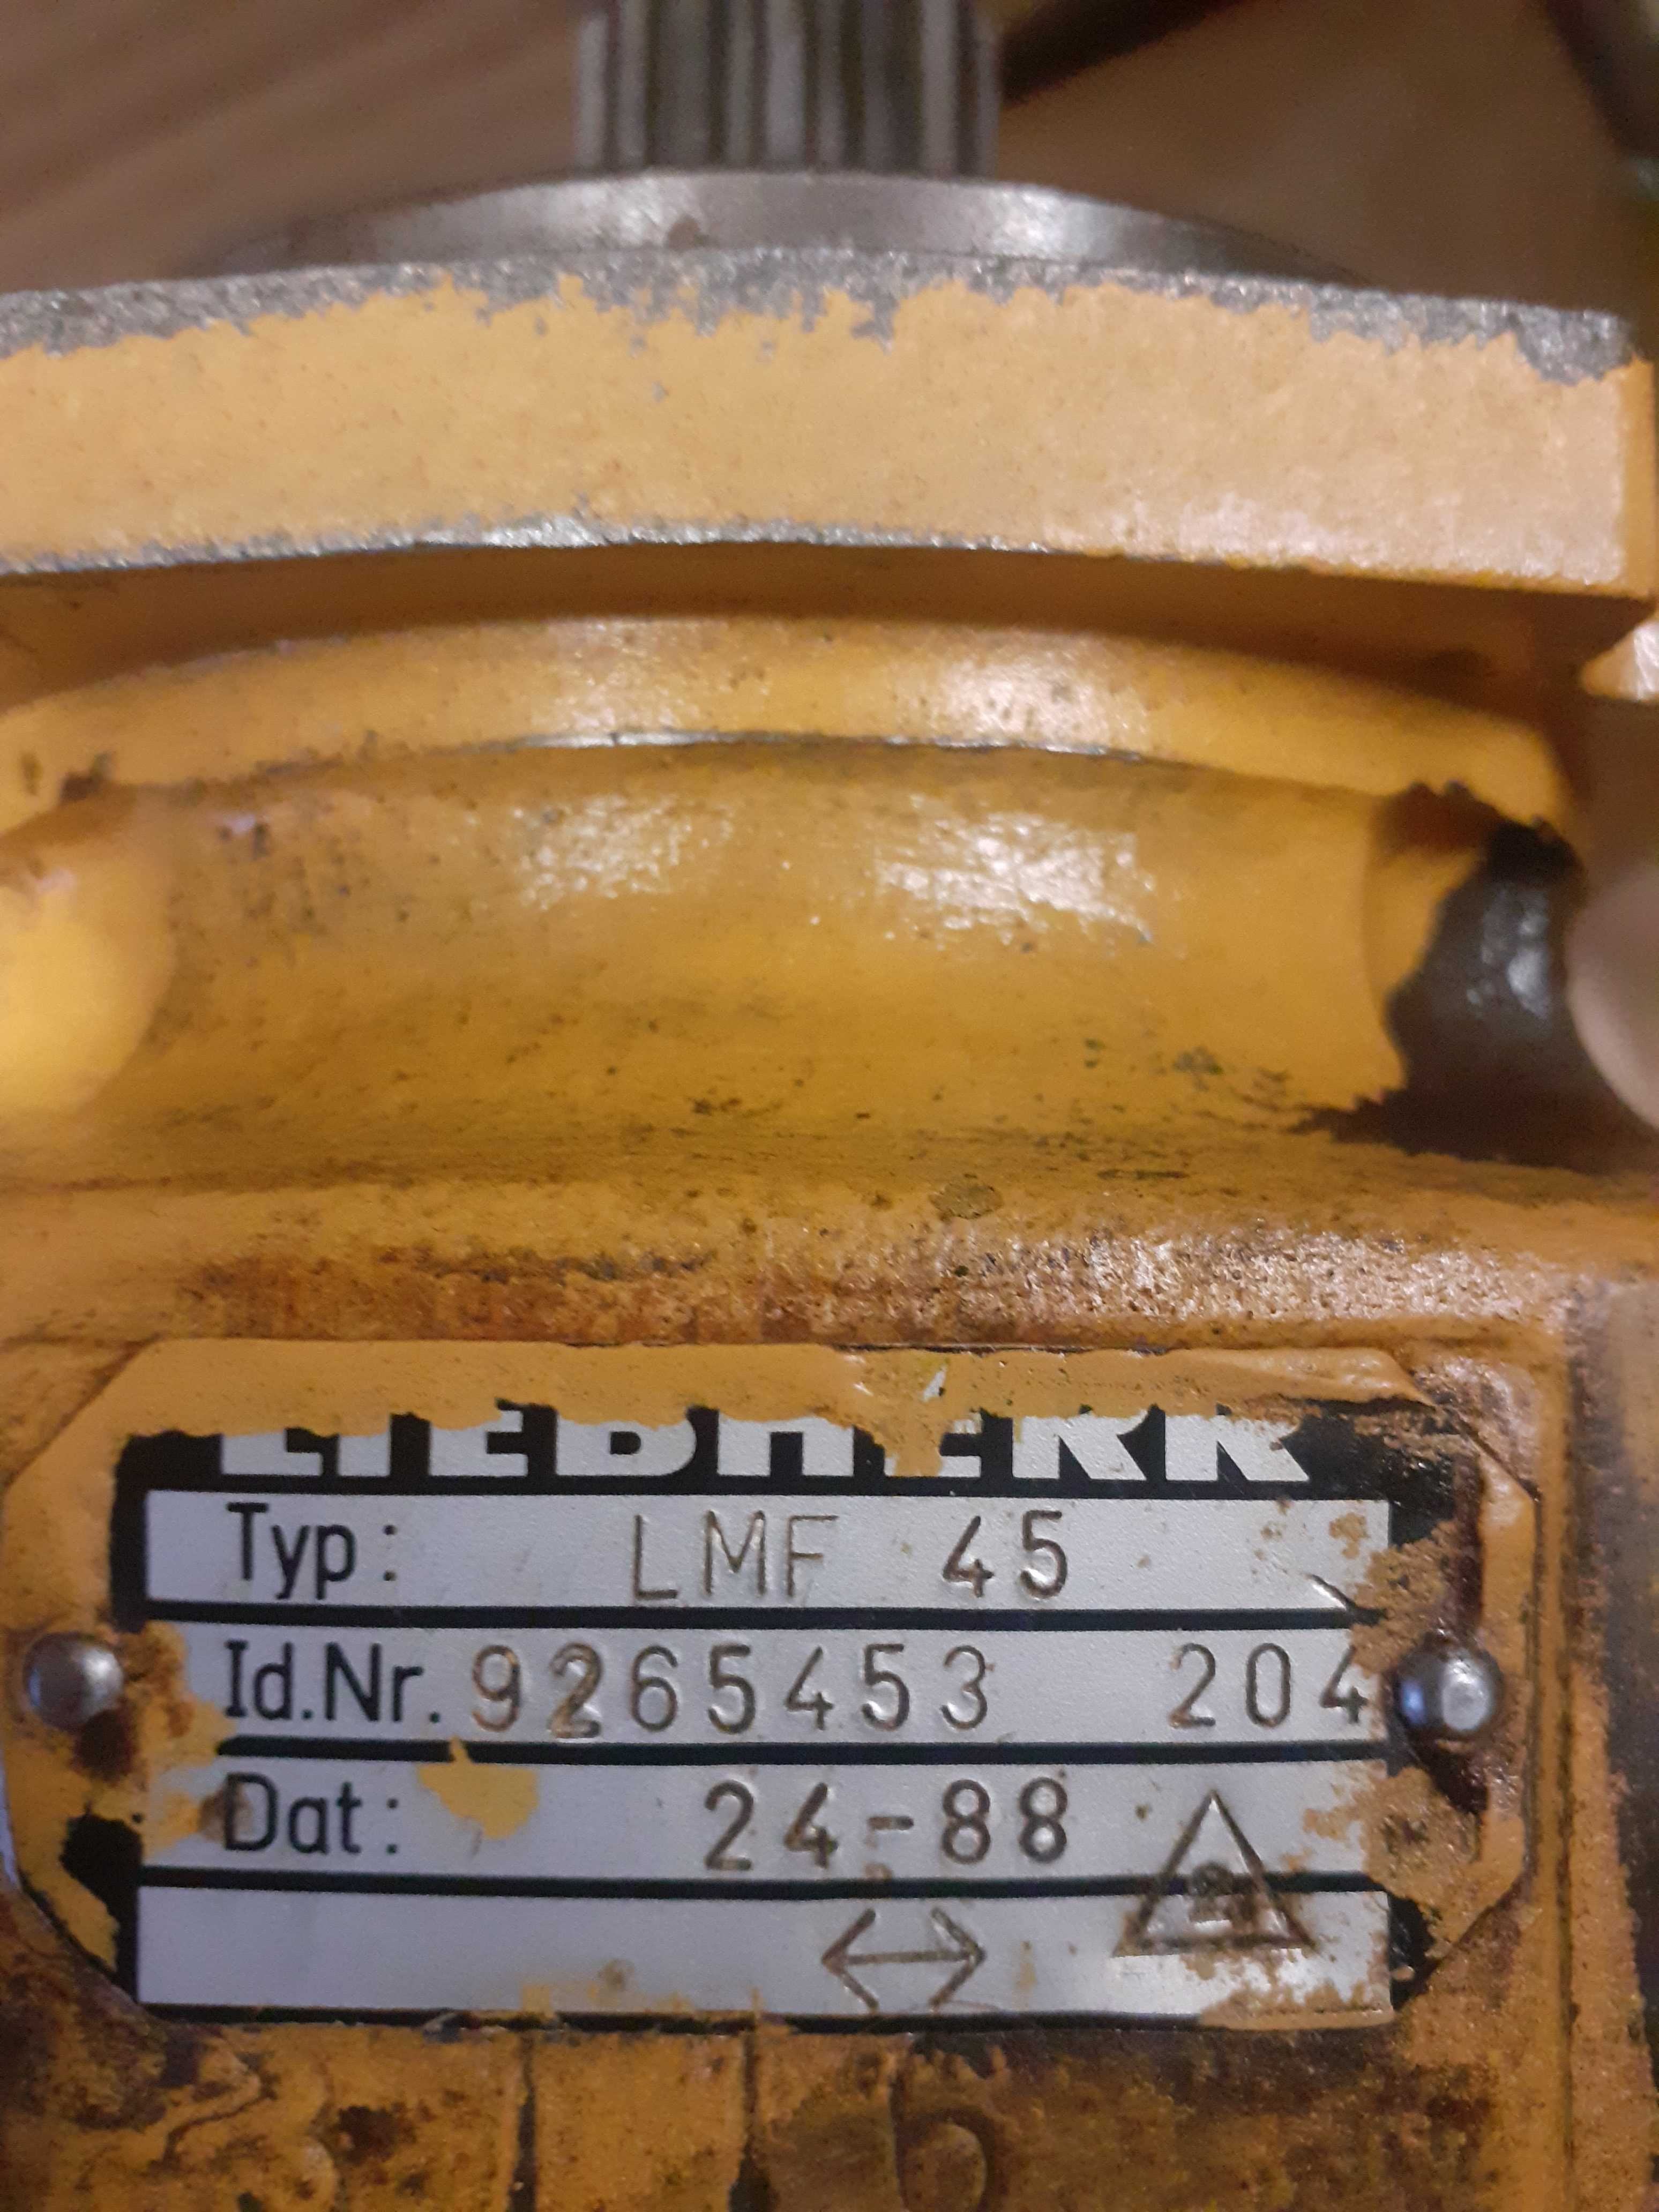 LIEBHERR
Typ: LMF 45
Id.Nr. 9265453 204
Dat: 24-88